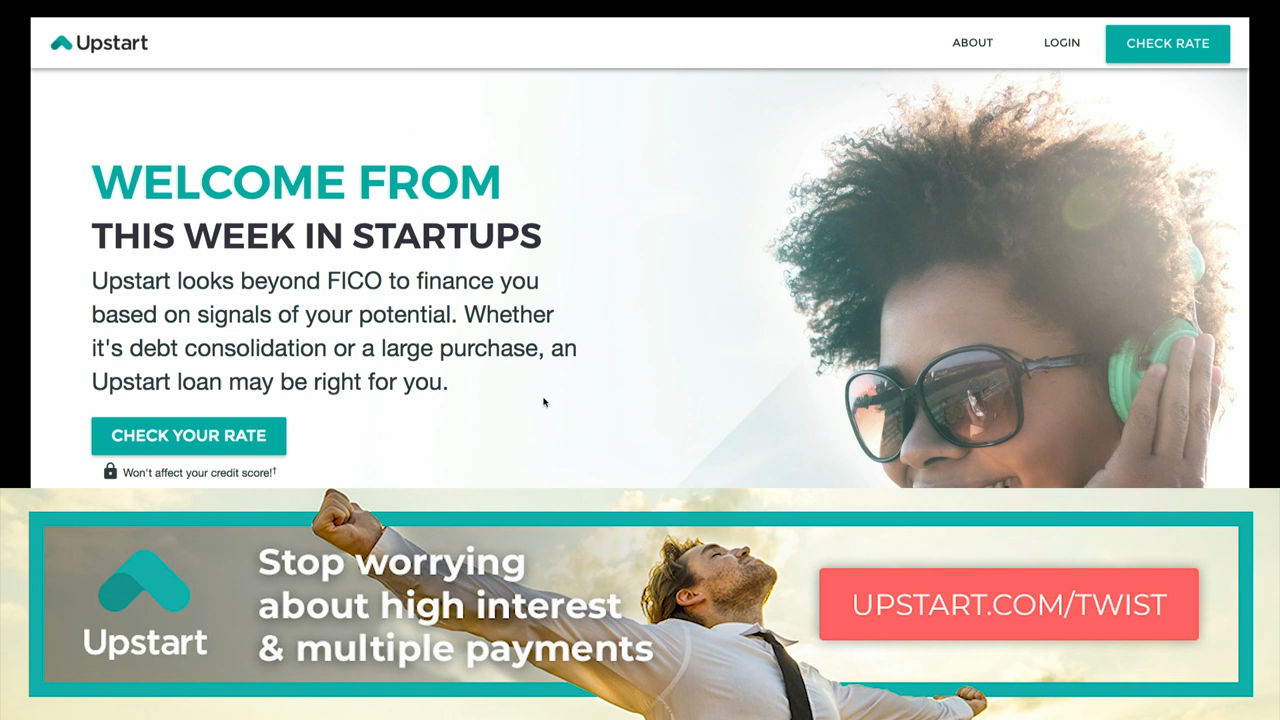 Upstart
ABOUT
LOGIN
CHECK RATE
WELCOME FROM
THIS WEEK IN STARTUPS
Upstart looks beyond FICO to finance you
based on signals of your potential. Whether
it's debt consolidation or a large purchase, an
Upstart loan may be right for you.
CHECK YOUR RATE
Won't affect your credit score!†
Upstart
Stop worrying
about high interest
& multiple payments
UPSTART.COM/TWIST